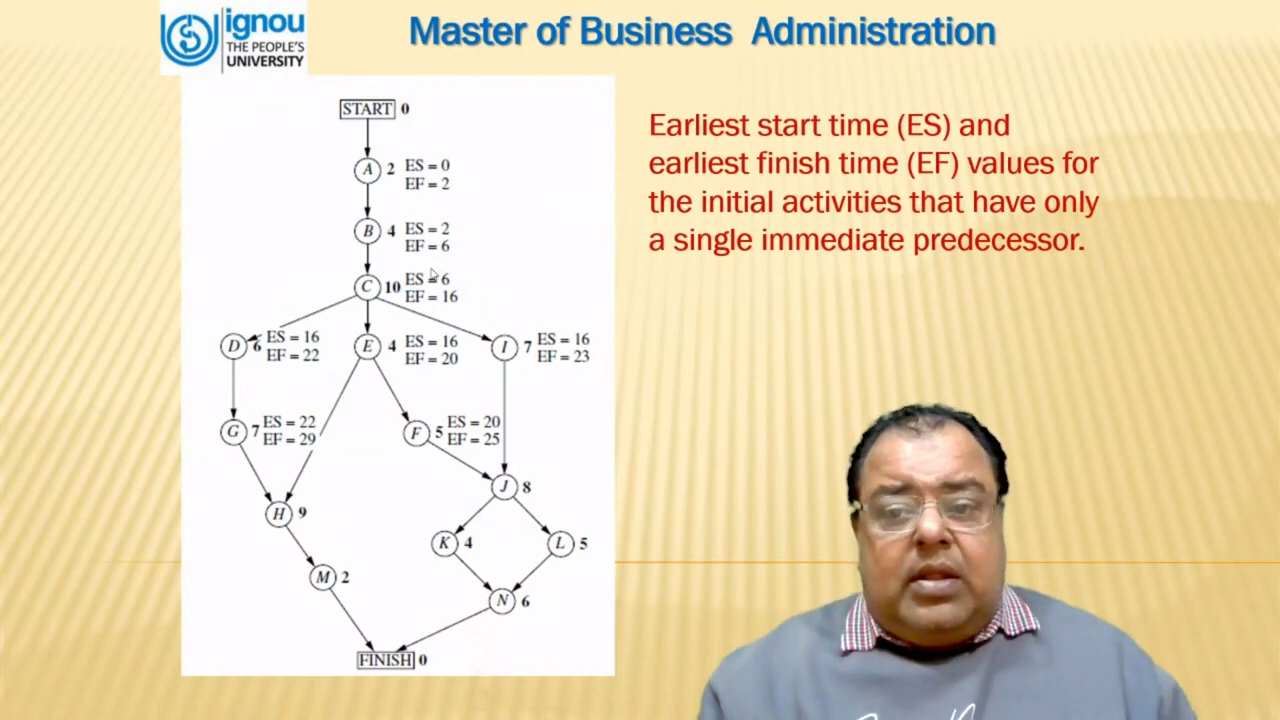 ignou
THE PEOPLE'S
UNIVERSITY
Master of Business Administration
START 0
A 2 ES = 0
EF = 2
B 4 ES = 2
EF = 6
C 10 ES = 6
EF = 16
D 6 ES = 16
EF = 22
E 4 ES = 16
EF = 20
I 7 ES = 16
EF = 23
G 7 ES = 22
EF = 29
F 5 ES = 20
EF = 25
J 8
H 9
K 4
L 5
M 2
N 6
FINISH 0
Earliest start time (ES) and
earliest finish time (EF) values for
the initial activities that have only
a single immediate predecessor.